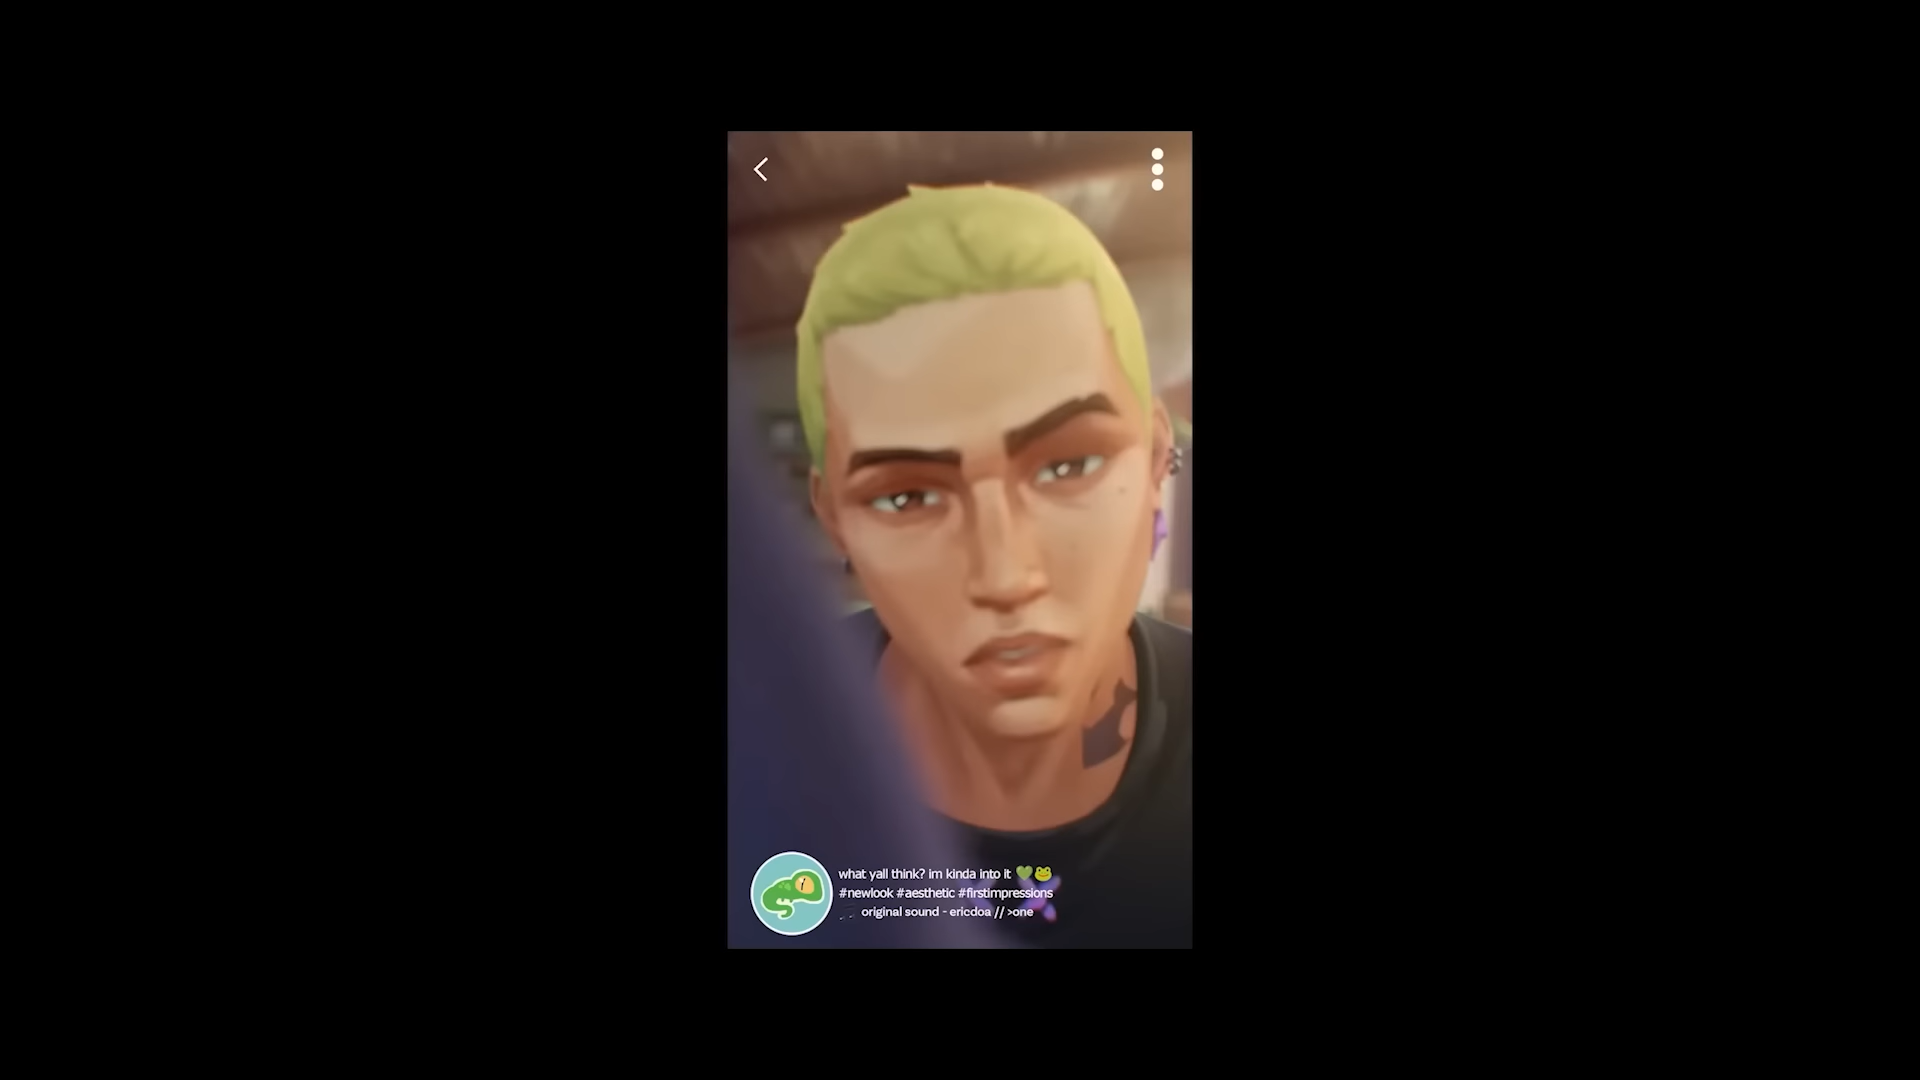 what yall think? im kinda into it 💚🐸
#newlook #aesthetic #firstimpressions
original sound - ericdoa // >one